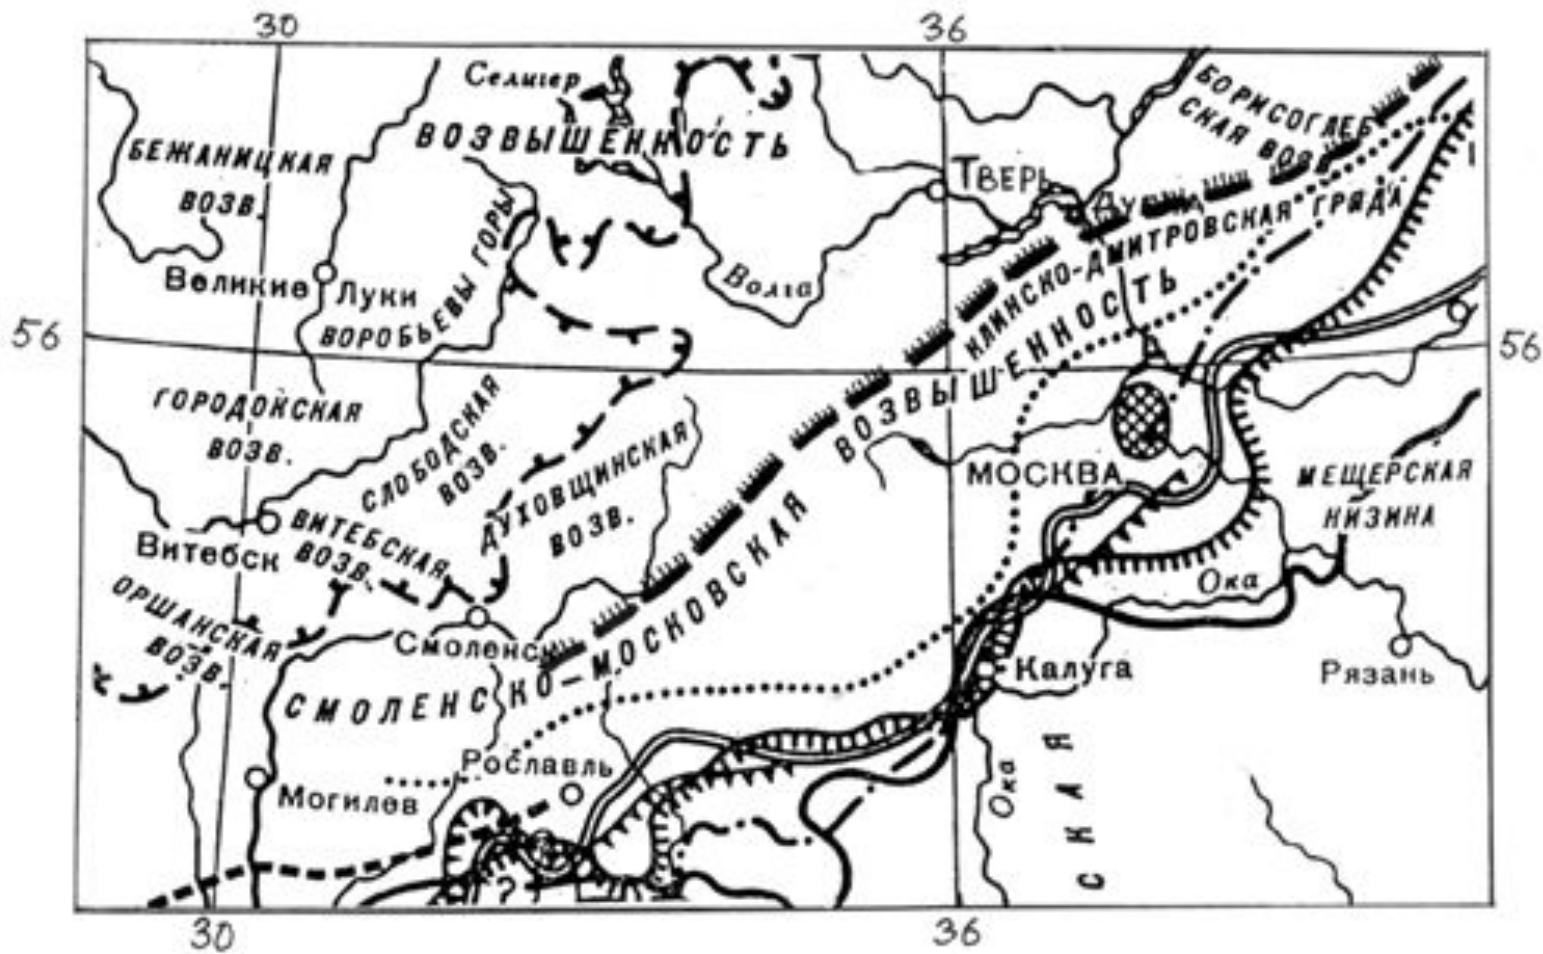 30
36
Селигер
БОРИСОГЛЕБ
СКАЯ ВОЗВ
ВОЗВЫШЕННОСТЬ
БЕЖАНИЦКАЯ
ВОЗВ.
ТВЕРЬ
КЛИНСКО-ДМИТРОВСКАЯ ГРЯДА
Великие Луки
ВОРОБЬЕВЫ ГОРЫ
Волга
56
56
ГОРОДОКСКАЯ
ВОЗВ.
СЛОБОДСКАЯ
ВОЗВ.
ДУХОВЩИНСКАЯ
ВОЗВ.
МОСКВА
МЕЩЕРСКАЯ
НИЗИНА
Витебск
ВИТЕБСКАЯ
ВОЗВ.
ОРШАНСКАЯ
ВОЗВ.
Смоленск
СМОЛЕНСКО-МОСКОВСКАЯ ВОЗВЫШЕННОСТЬ
Ока
Калуга
Рязань
Рославль
Могилев
Ока
СКАЯ
?
30
36